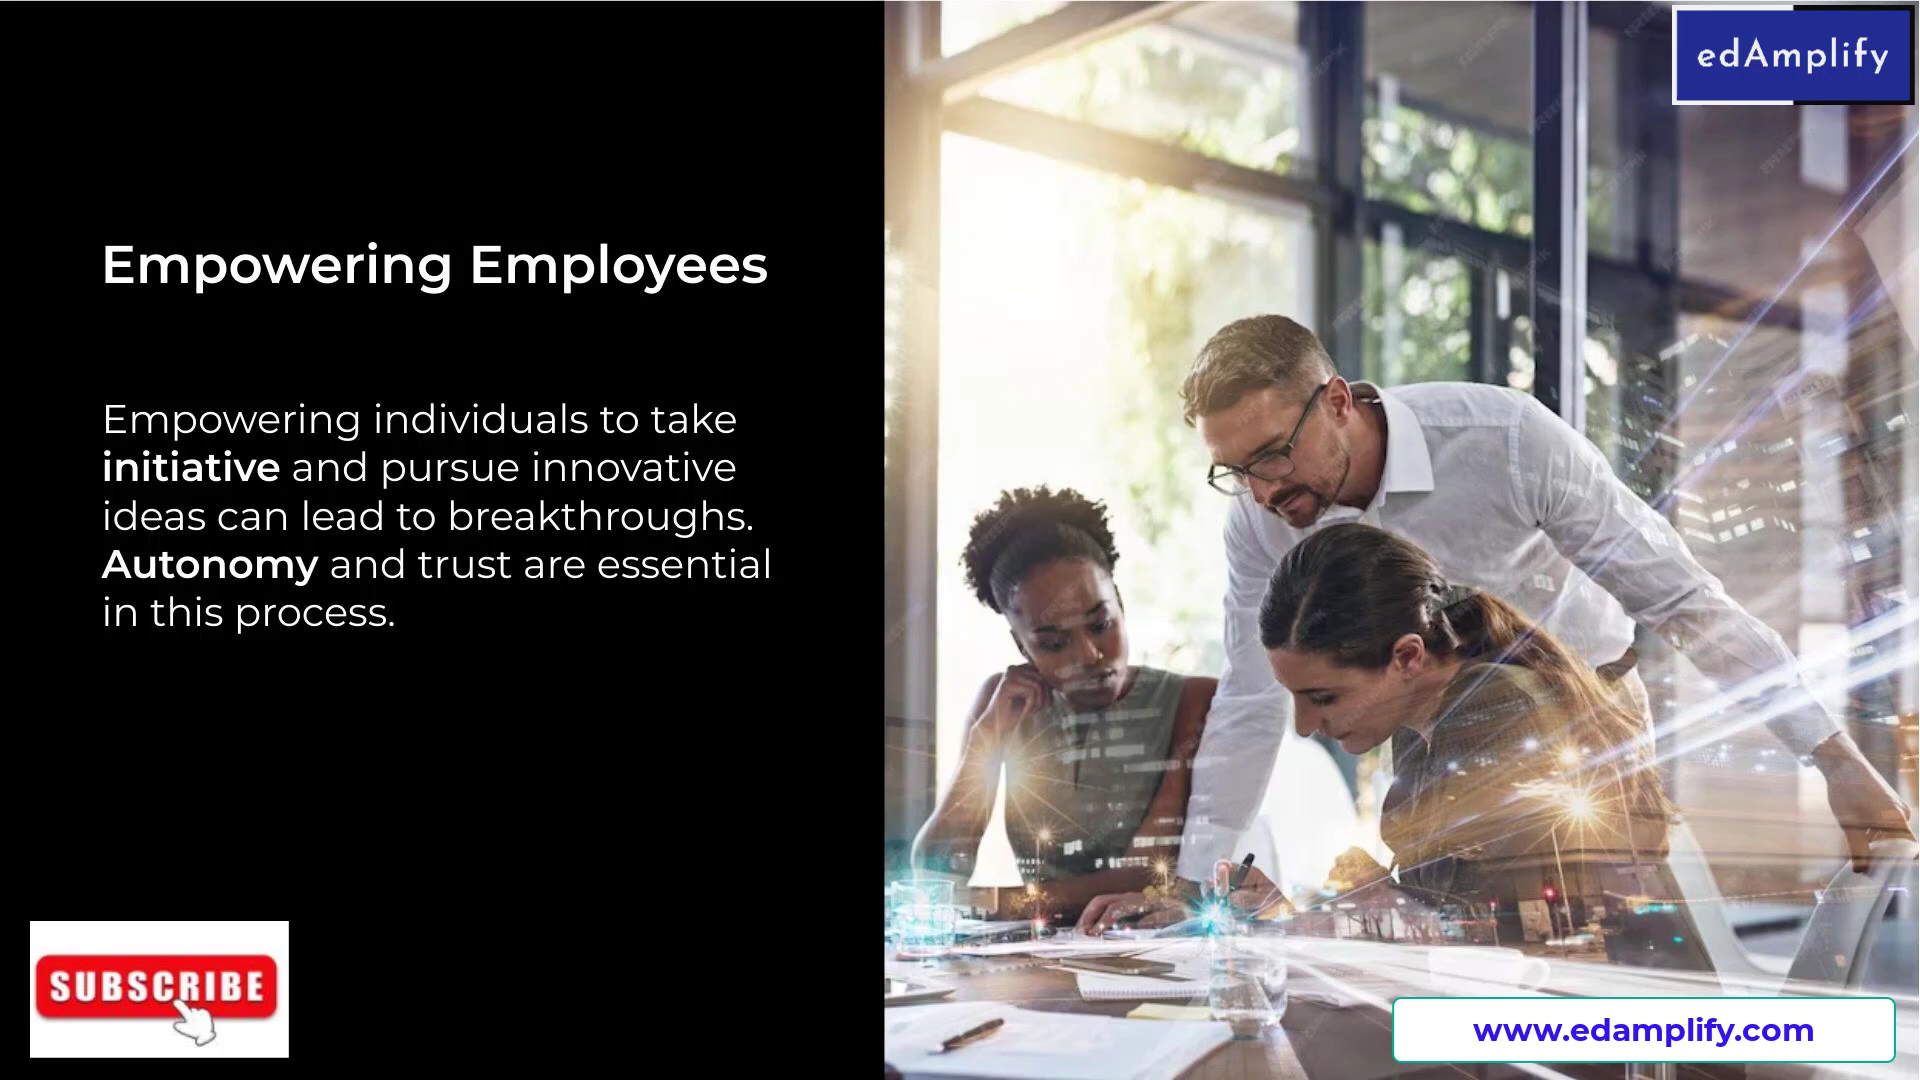 edAmplify
Empowering Employees
Empowering individuals to take
initiative and pursue innovative
ideas can lead to breakthroughs.
Autonomy and trust are essential
in this process.
SUBSCRIBE
www.edamplify.com